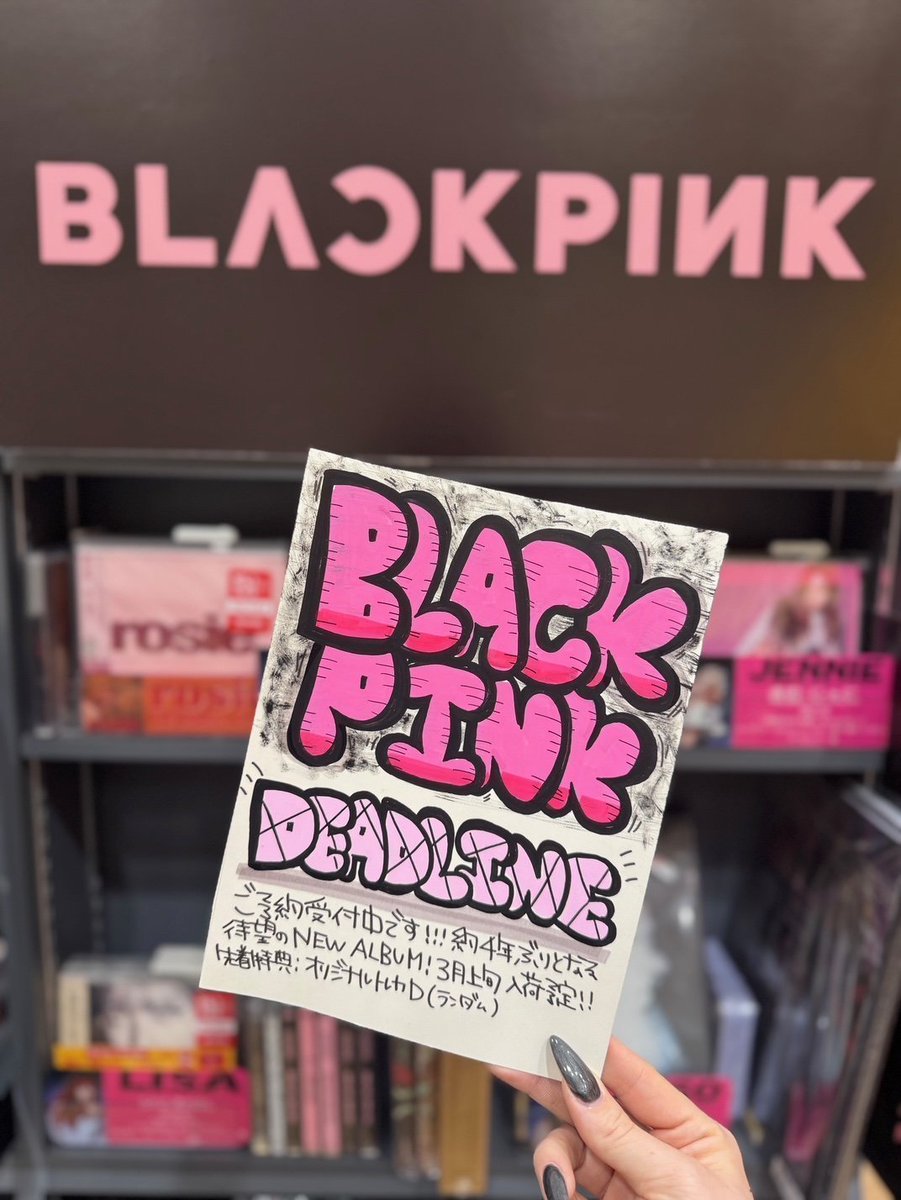 BLACKPINK
BLACK
PINK
DEADLINE
ご予約受付中です!!! 約4年ぶりとなる
待望のNEW ALBUM! 3月上旬 入荷予定!!
先着特典:オリジナルトレカD(ランダム)
rosie
rosie
JENNIE
LISA